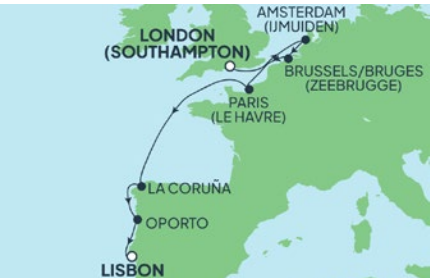 AMSTERDAM
(IJMUIDEN)
LONDON
(SOUTHAMPTON)
BRUSSELS/BRUGES
(ZEEBRUGGE)
PARIS
(LE HAVRE)
LA CORUÑA
OPORTO
LISBON